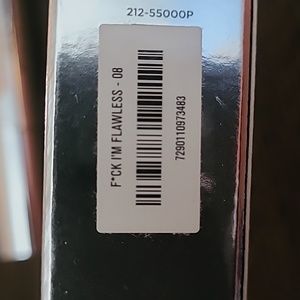 212-55000P
F*CK I'M FLAWLESS - 08
7290110973483